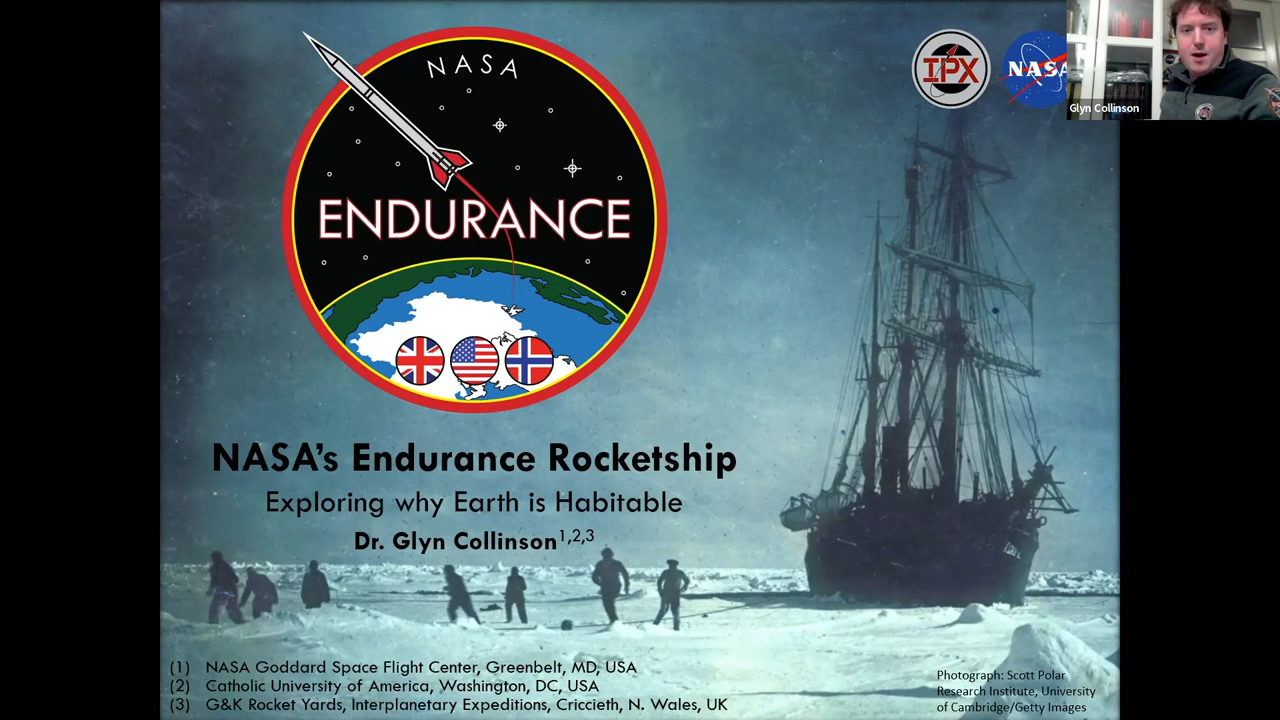 NASA
ENDURANCE
IPX
NASA
Glyn Collinson
NASA's Endurance Rocketship
Exploring why Earth is Habitable
Dr. Glyn Collinson1,2,3
(1) NASA Goddard Space Flight Center, Greenbelt, MD, USA
(2) Catholic University of America, Washington, DC, USA
(3) G&K Rocket Yards, Interplanetary Expeditions, Criccieth, N. Wales, UK
Photograph: Scott Polar
Research Institute, University
of Cambridge/Getty Images